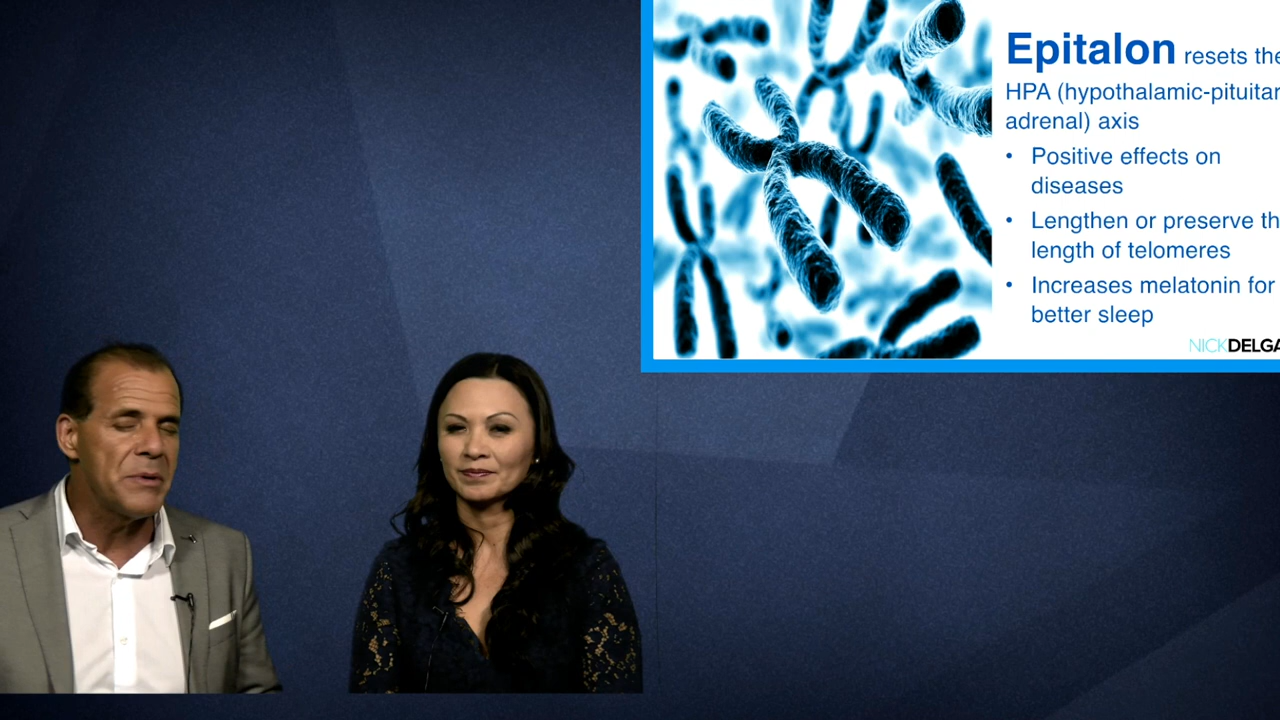 Epitalon resets the
HPA (hypothalamic-pituitar
adrenal) axis
• Positive effects on
diseases
• Lengthen or preserve th
length of telomeres
• Increases melatonin for
better sleep
NICKDELGA